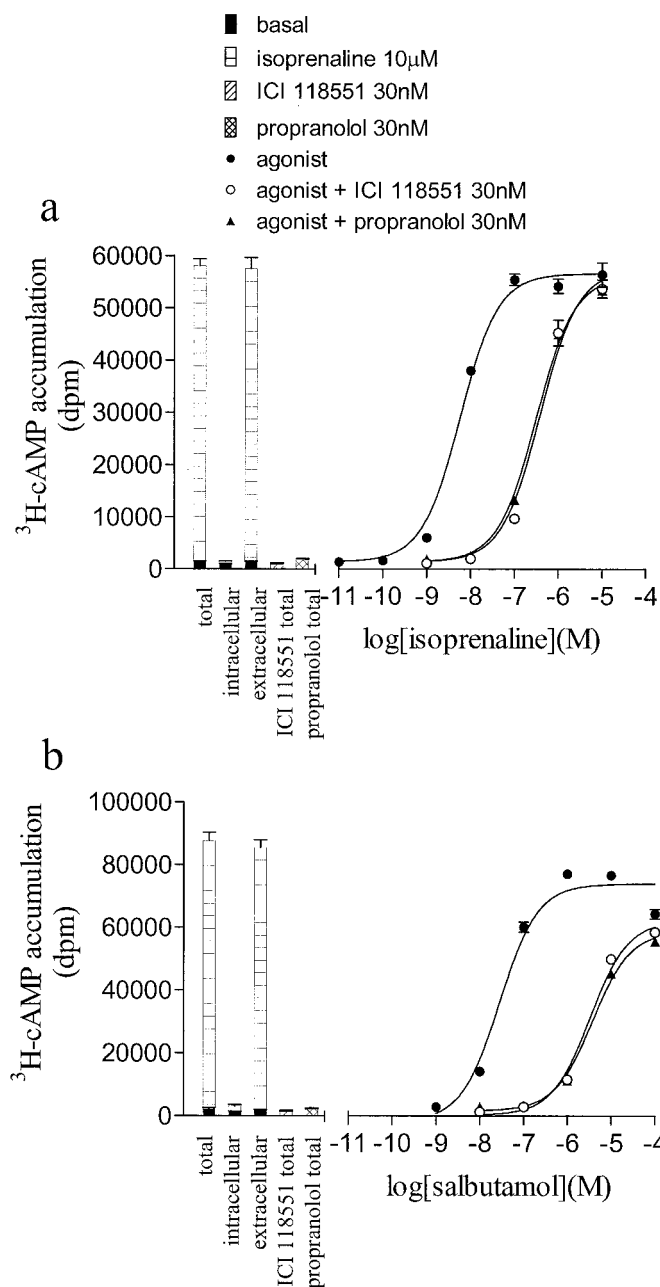 basal
isoprenaline 10μM
ICI 118551 30nM
propranolol 30nM
agonist
agonist + ICI 118551 30nM
agonist + propranolol 30nM
a
60000
50000
40000
30000
20000
10000
0
³H-cAMP accumulation
(dpm)
total
intracellular
extracellular
ICI 118551 total
propranolol total
-11 -10 -9 -8 -7 -6 -5 -4
log[isoprenaline](M)
b
100000
80000
60000
40000
20000
0
³H-cAMP accumulation
(dpm)
total
intracellular
extracellular
ICI 118551 total
propranolol total
-11 -10 -9 -8 -7 -6 -5 -4
log[salbutamol](M)